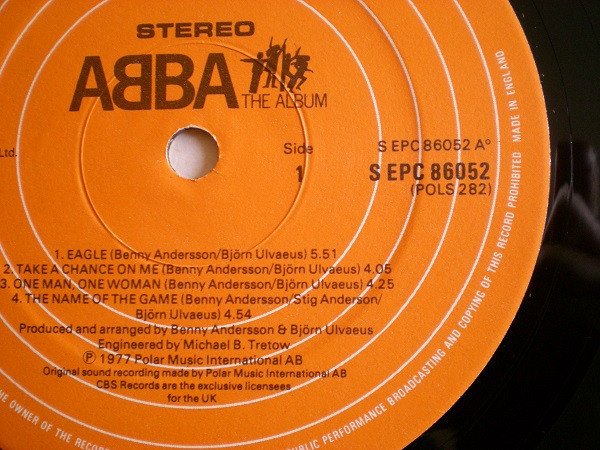 STEREO
ABBA
THE ALBUM
Ltd.
Side
1
S EPC 86052 A°
S EPC 86052
(POLS 282)
1. EAGLE (Benny Andersson/Björn Ulvaeus) 5.51
2. TAKE A CHANCE ON ME (Benny Andersson/Björn Ulvaeus) 4.05
3. ONE MAN, ONE WOMAN (Benny Andersson/Björn Ulvaeus) 4.25
4. THE NAME OF THE GAME (Benny Andersson/Stig Anderson/
Björn Ulvaeus) 4.54
Produced and arranged by Benny Andersson & Björn Ulvaeus
Engineered by Michael B. Tretow
Ⓟ 1977 Polar Music International AB
Original sound recording made by Polar Music International AB
CBS Records are the exclusive licensees
for the UK
THE OWNER OF THE RECORD
PUBLIC PERFORMANCE BROADCASTING AND COPYING OF THIS RECORD PROHIBITED MADE IN ENGLAND